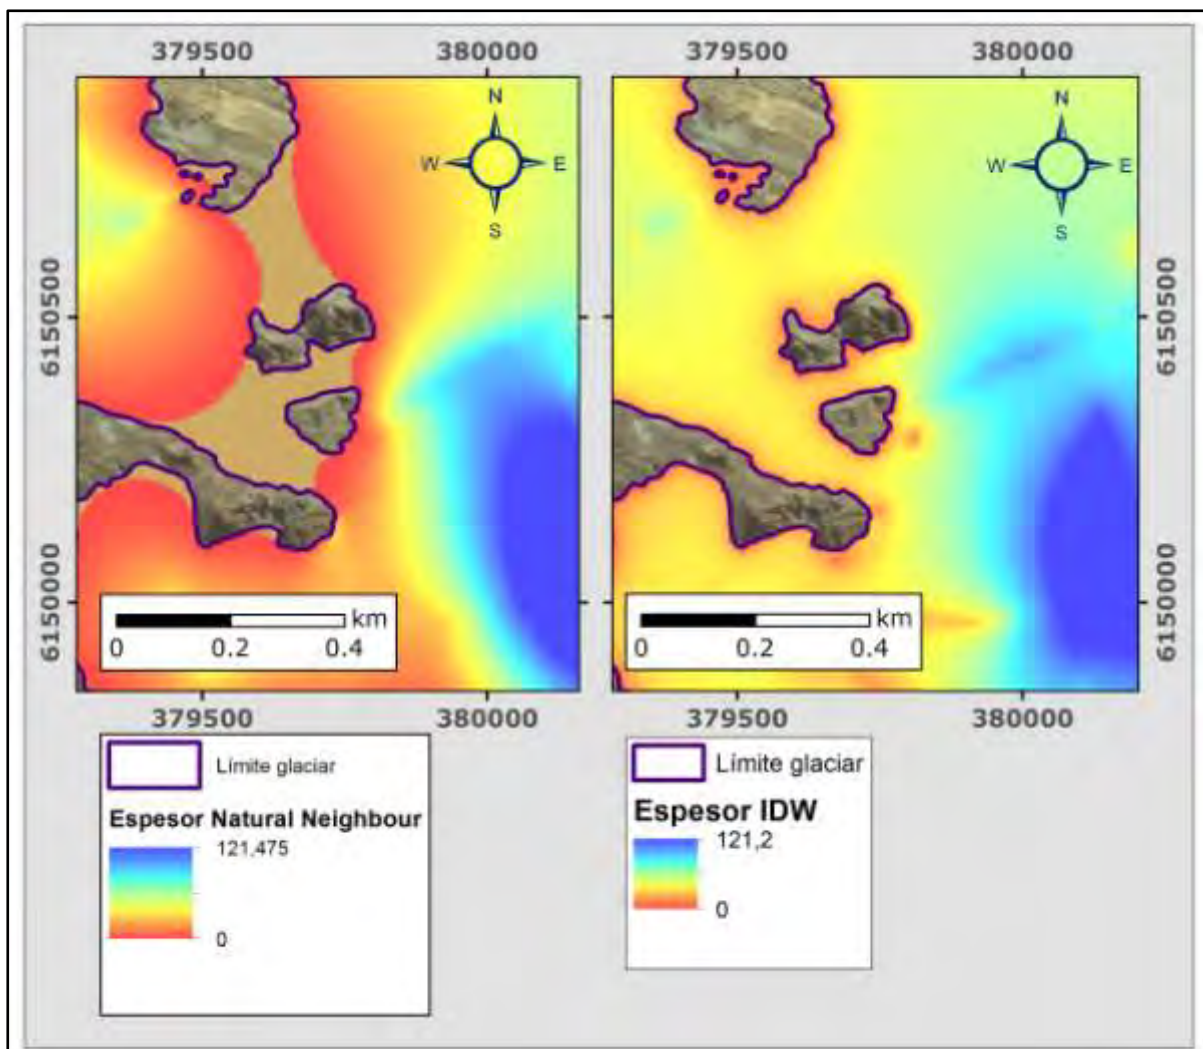 379500 380000 379500 380000
N N
W E W E
S S
6150500 6150500
6150000 6150000
km km
0 0.2 0.4 0 0.2 0.4
379500 380000 379500 380000
Límite glaciar
Espesor Natural Neighbour
121,475
0
Límite glaciar
Espesor IDW
121,2
0